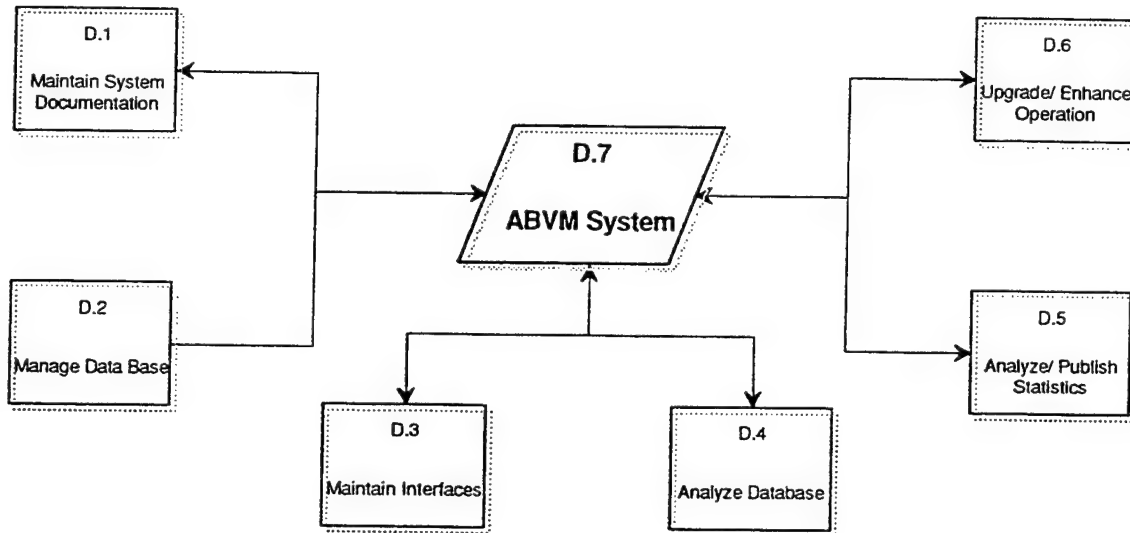 D.1
Maintain System
Documentation
D.6
Upgrade/ Enhance
Operation
D.7
ABVM System
D.2
Manage Data Base
D.5
Analyze/ Publish
Statistics
D.3
Maintain Interfaces
D.4
Analyze Database